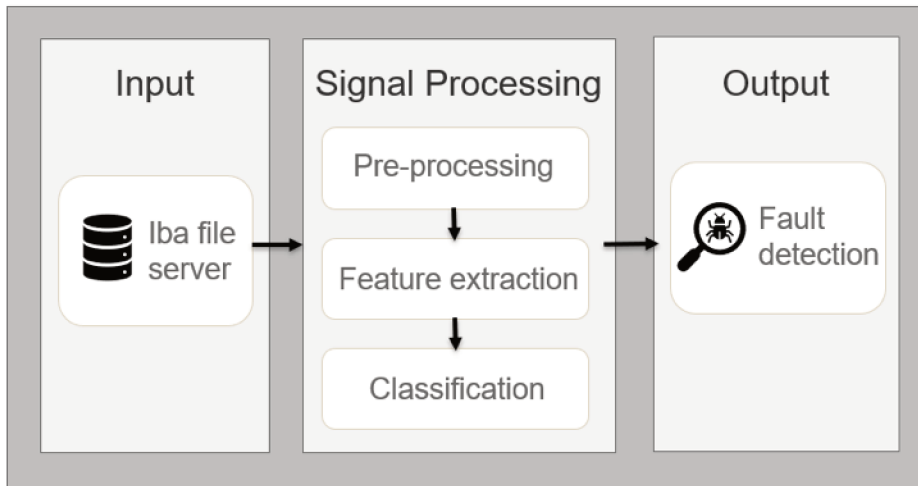 Input
Iba file
server
Signal Processing
Pre-processing
Feature extraction
Classification
Output
Fault
detection